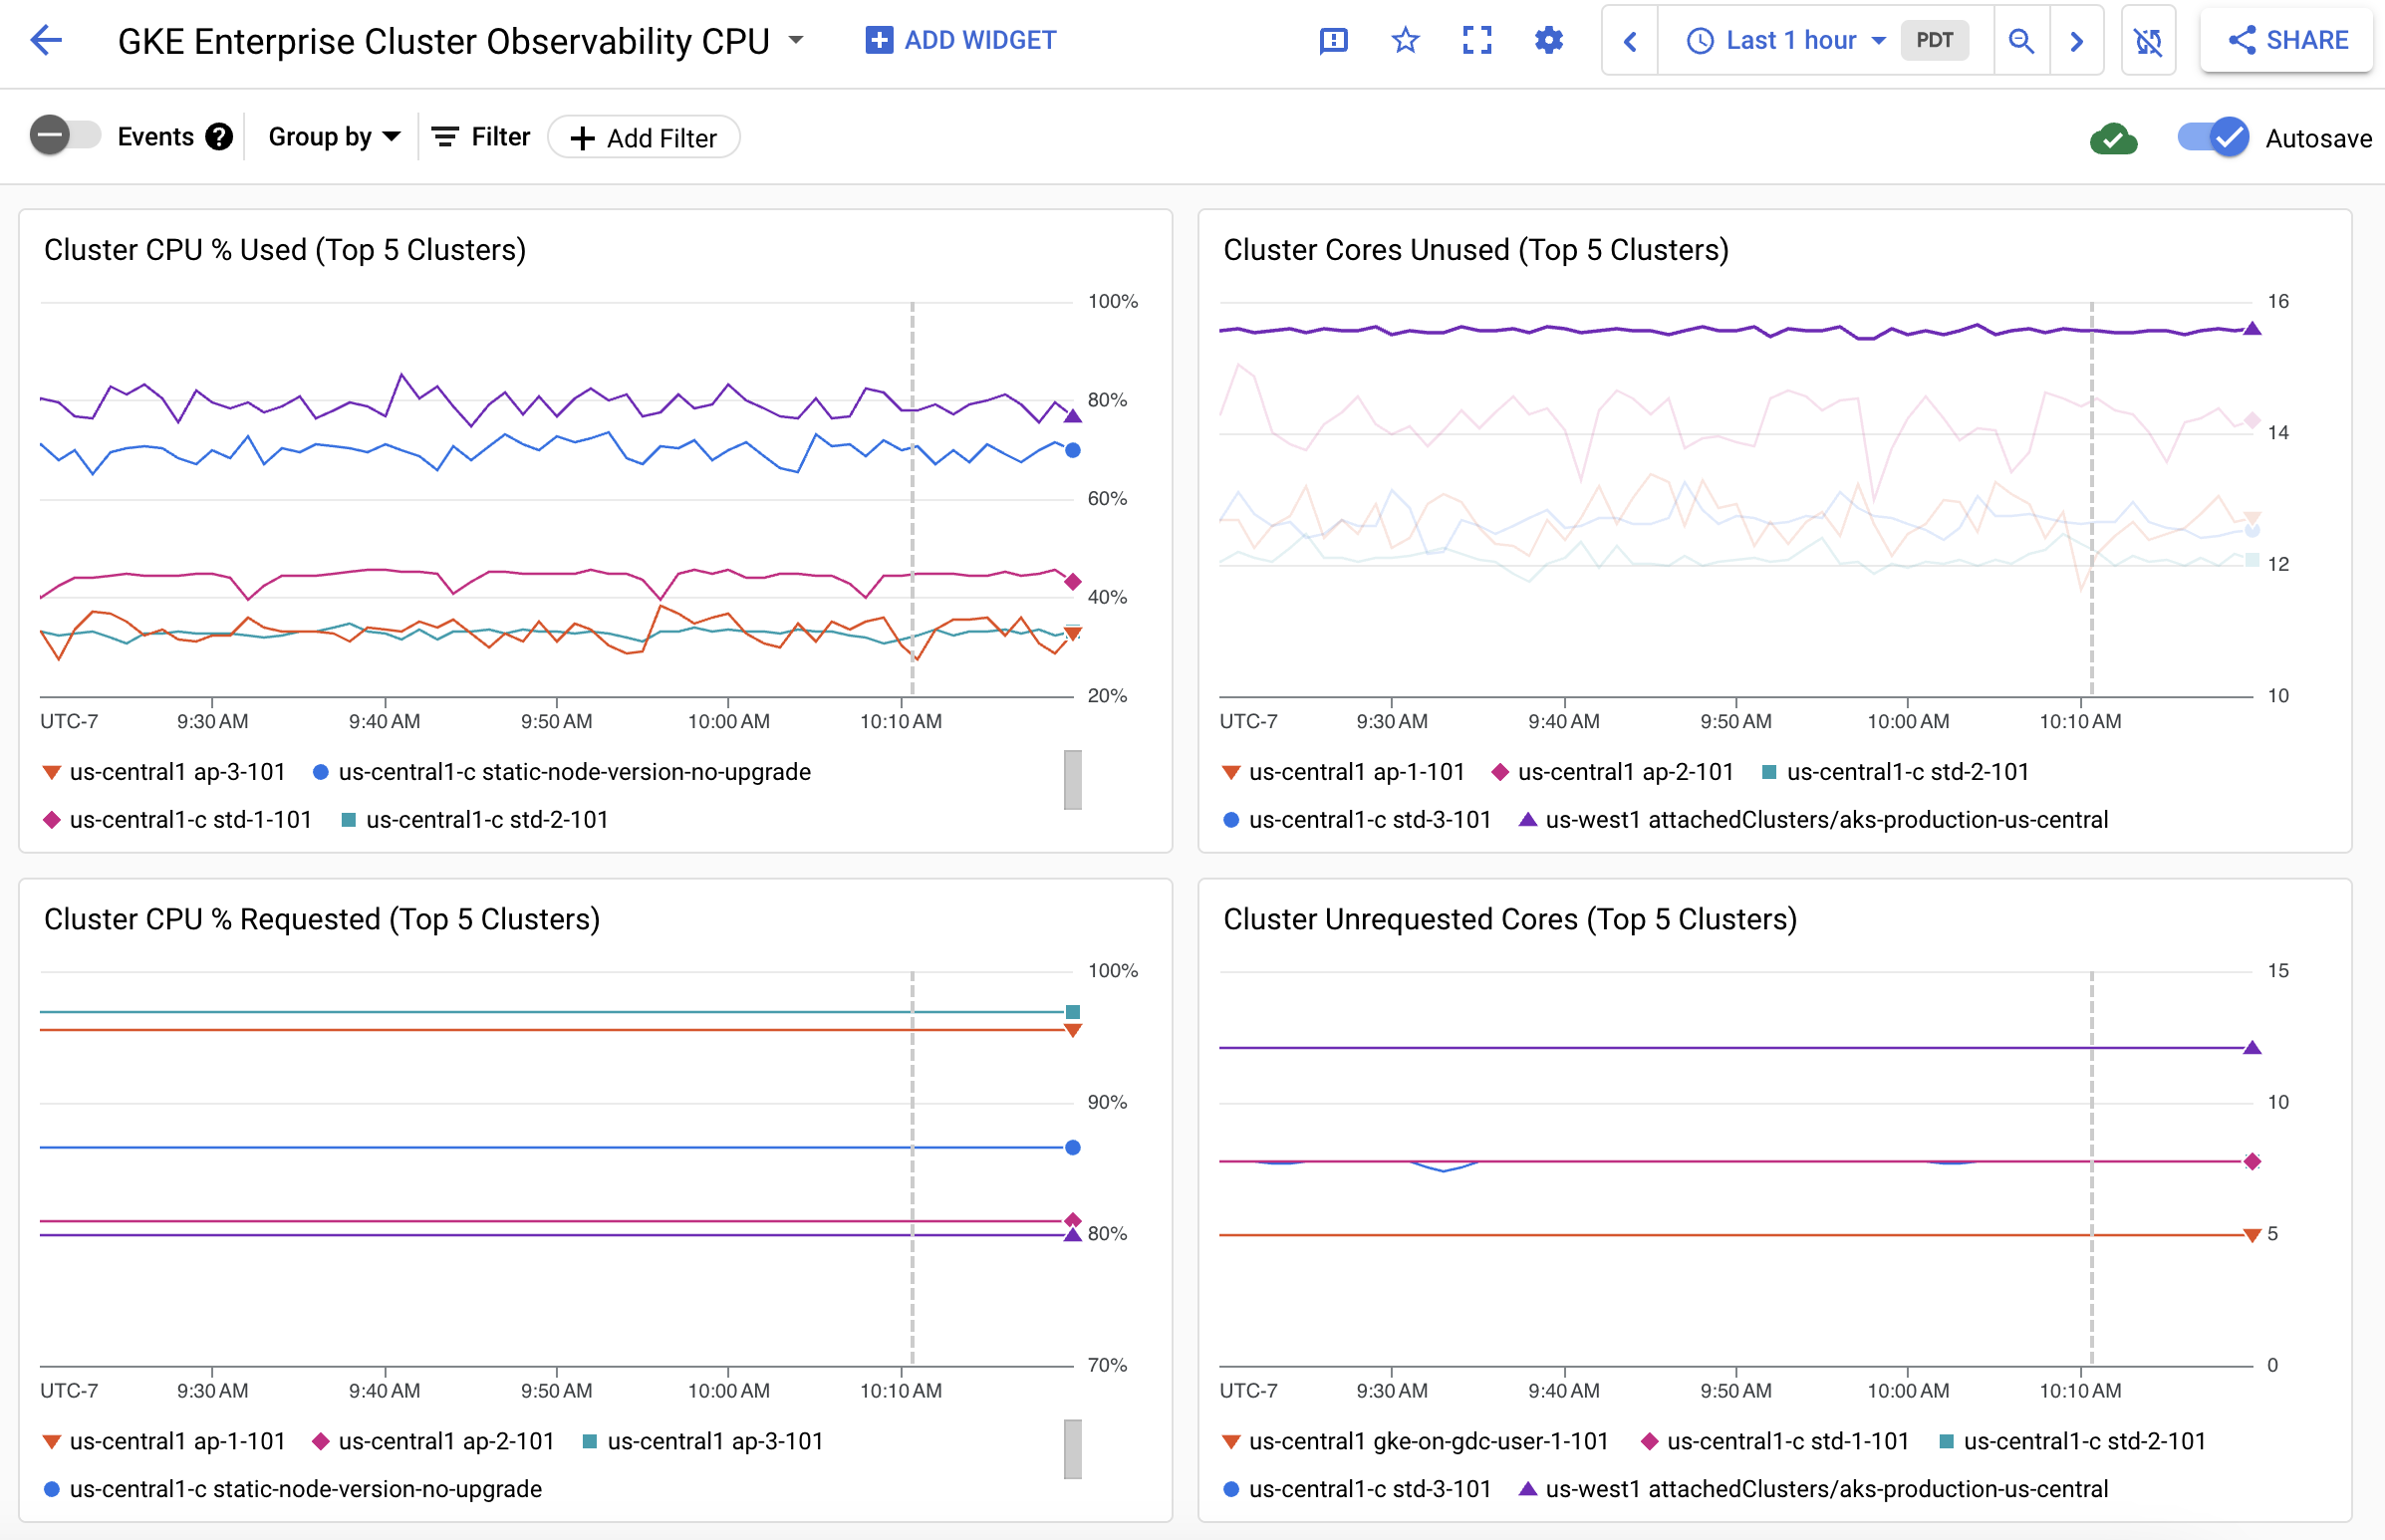 GKE Enterprise Cluster Observability CPU ADD WIDGET Last 1 hour PDT SHARE
Events Group by Filter Add Filter Autosave
Cluster CPU % Used (Top 5 Clusters)
100%
80%
60%
40%
20%
UTC-7 9:30 AM 9:40 AM 9:50 AM 10:00 AM 10:10 AM
us-central1 ap-3-101 us-central1-c static-node-version-no-upgrade
us-central1-c std-1-101 us-central1-c std-2-101
Cluster Cores Unused (Top 5 Clusters)
16
14
12
10
UTC-7 9:30 AM 9:40 AM 9:50 AM 10:00 AM 10:10 AM
us-central1 ap-1-101 us-central1 ap-2-101 us-central1-c std-2-101
us-central1-c std-3-101 us-west1 attachedClusters/aks-production-us-central
Cluster CPU % Requested (Top 5 Clusters)
100%
90%
80%
70%
UTC-7 9:30 AM 9:40 AM 9:50 AM 10:00 AM 10:10 AM
us-central1 ap-1-101 us-central1 ap-2-101 us-central1 ap-3-101
us-central1-c static-node-version-no-upgrade
Cluster Unrequested Cores (Top 5 Clusters)
15
10
5
0
UTC-7 9:30 AM 9:40 AM 9:50 AM 10:00 AM 10:10 AM
us-central1 gke-on-gdc-user-1-101 us-central1-c std-1-101 us-central1-c std-2-101
us-central1-c std-3-101 us-west1 attachedClusters/aks-production-us-central